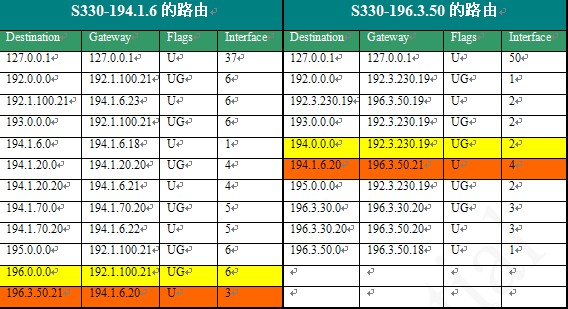 S330-194.1.6 的路由 S330-196.3.50 的路由
Destination Gateway Flags Interface Destination Gateway Flags Interface
127.0.0.1 127.0.0.1 U 37 127.0.0.1 127.0.0.1 U 50
192.0.0.0 192.1.100.21 UG 6 192.0.0.0 192.3.230.19 UG 1
192.1.100.21 194.1.6.23 U 6 192.3.230.19 196.3.50.19 U 2
193.0.0.0 192.1.100.21 UG 6 193.0.0.0 192.3.230.19 UG 2
194.1.6.0 194.1.6.18 U 1 194.0.0.0 192.3.230.19 UG 2
194.1.20.0 194.1.20.20 UG 4 194.1.6.20 196.3.50.21 U 4
194.1.20.20 194.1.6.21 U 4 195.0.0.0 192.3.230.19 UG 2
194.1.70.0 194.1.70.20 UG 5 196.3.30.0 196.3.30.20 UG 3
194.1.70.20 194.1.6.22 U 5 196.3.30.20 196.3.50.20 U 3
195.0.0.0 192.1.100.21 UG 6 196.3.50.0 196.3.50.18 U 1
196.0.0.0 192.1.100.21 UG 6
196.3.50.21 194.1.6.20 U 3